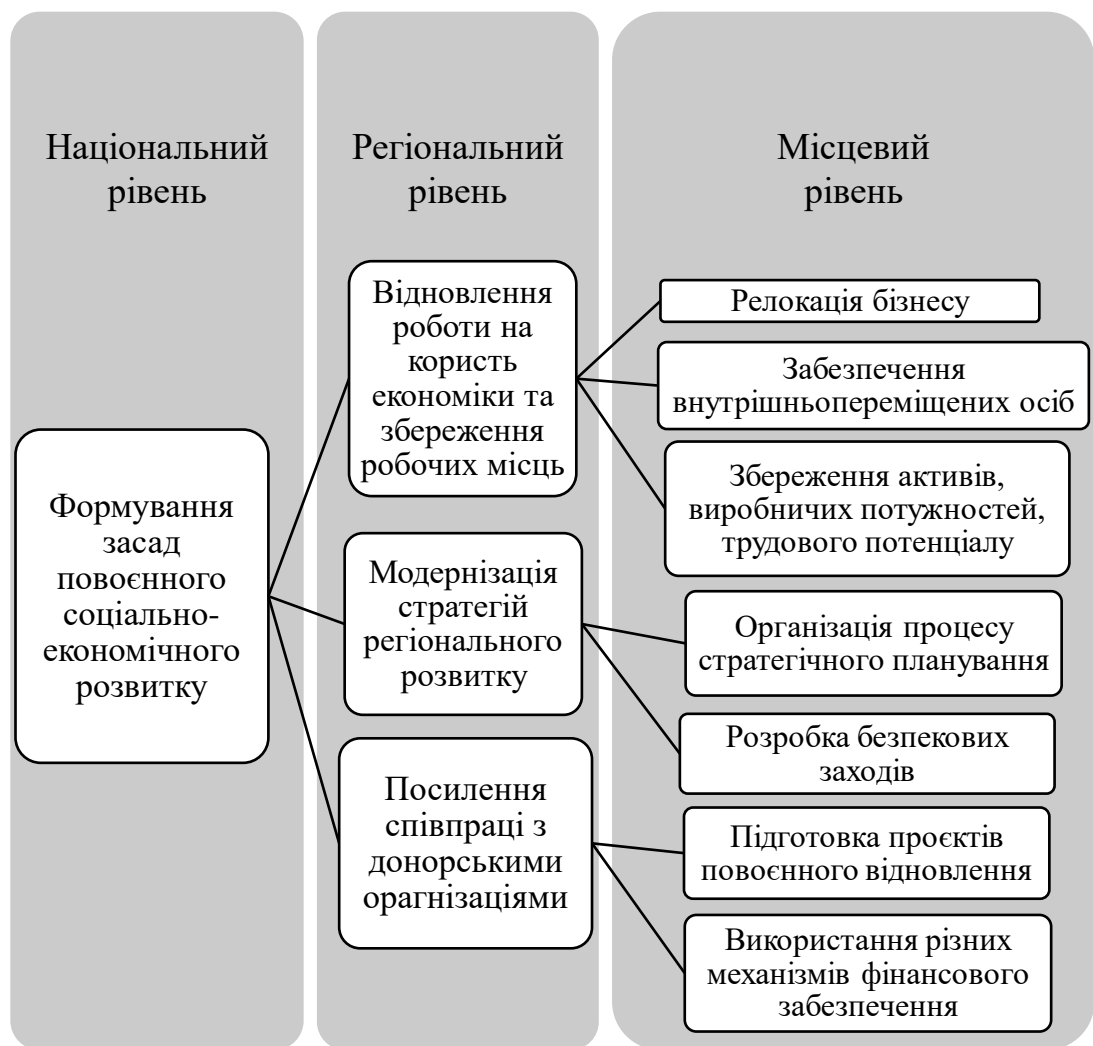 Національний
рівень
Регіональний
рівень
Місцевий
рівень
Формування
засад
повоєнного
соціально-
економічного
розвитку
Відновлення
роботи на
користь
економіки та
збереження
робочих місць
Модернізація
стратегій
регіонального
розвитку
Посилення
співпраці з
донорськими
орагнізаціями
Релокація бізнесу
Забезпечення
внутрішньопереміщених осіб
Збереження активів,
виробничих потужностей,
трудового потенціалу
Організація процесу
стратегічного планування
Розробка безпекових
заходів
Підготовка проєктів
повоєнного відновлення
Використання різних
механізмів фінансового
забезпечення